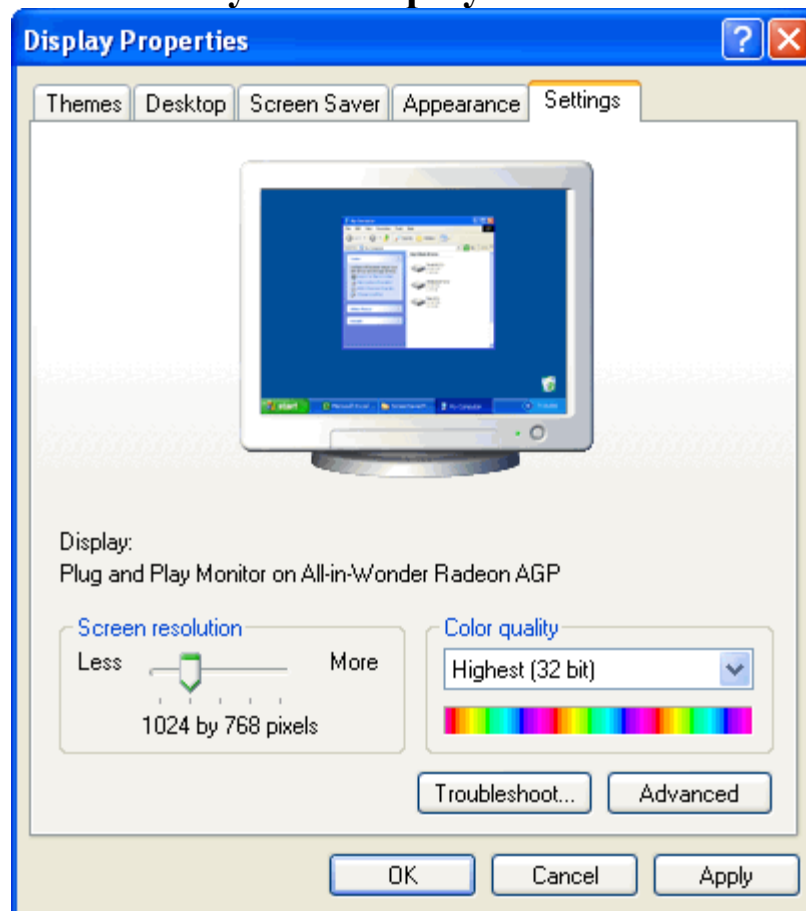 Display Properties
Themes Desktop Screen Saver Appearance Settings
start
Display:
Plug and Play Monitor on All-in-Wonder Radeon AGP
Screen resolution
Less More
1024 by 768 pixels
Color quality
Highest (32 bit)
Troubleshoot... Advanced
OK Cancel Apply